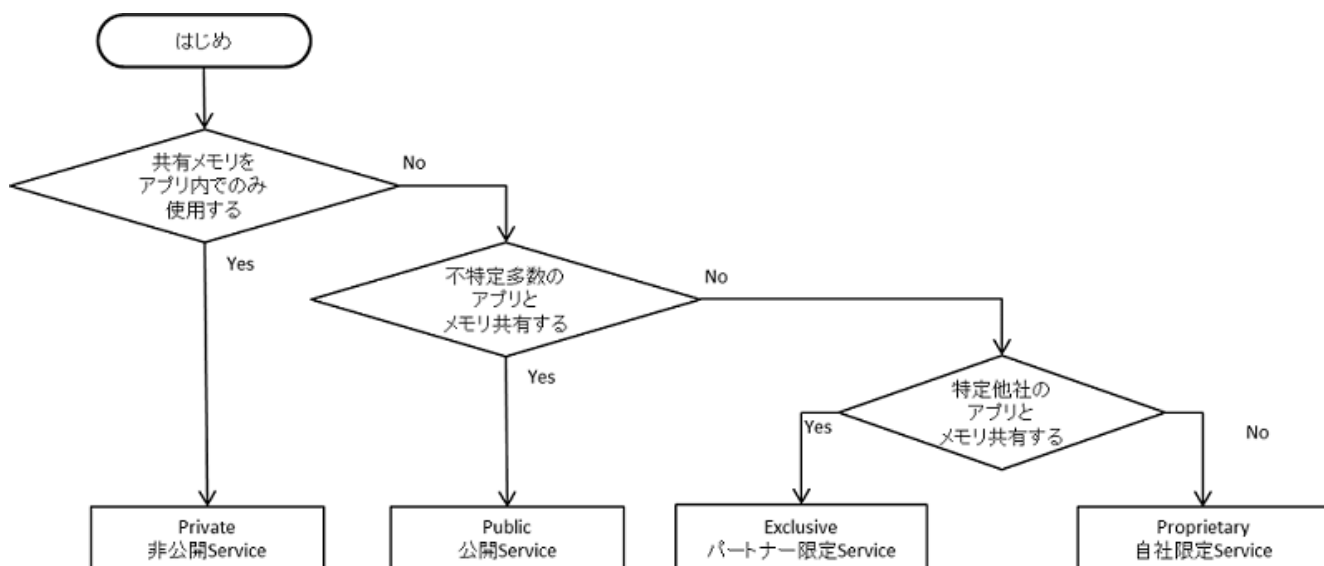 はじめ
共有メモリを
アプリ内でのみ
使用する
No
Yes
不特定多数の
アプリと
メモリ共有する
No
Yes
特定他社の
アプリと
メモリ共有する
Yes
No
Private
非公開Service
Public
公開Service
Exclusive
パートナー限定Service
Proprietary
自社限定Service